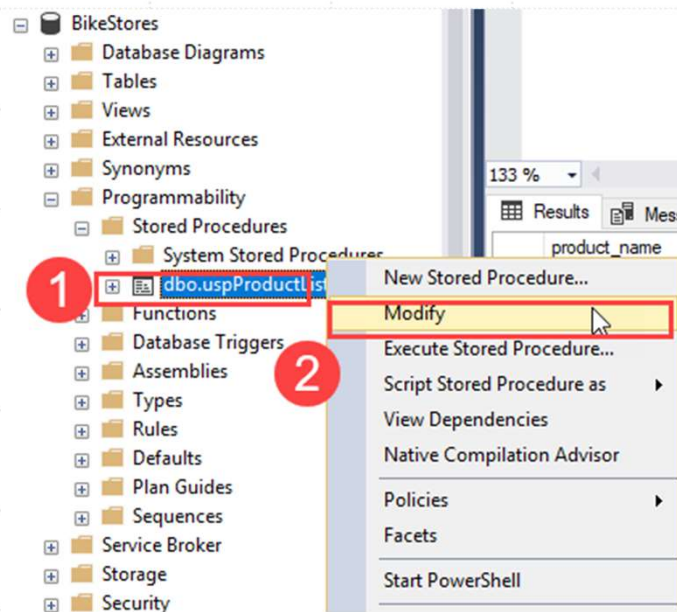 BikeStores
Database Diagrams
Tables
Views
External Resources
Synonyms
Programmability
Stored Procedures
System Stored Procedures
1
dbo.uspProductList
Functions
Database Triggers
Assemblies
2
Types
Rules
Defaults
Plan Guides
Sequences
Service Broker
Storage
Security
133 %
Results
product_name
New Stored Procedure...
Modify
Execute Stored Procedure...
Script Stored Procedure as
View Dependencies
Native Compilation Advisor
Policies
Facets
Start PowerShell